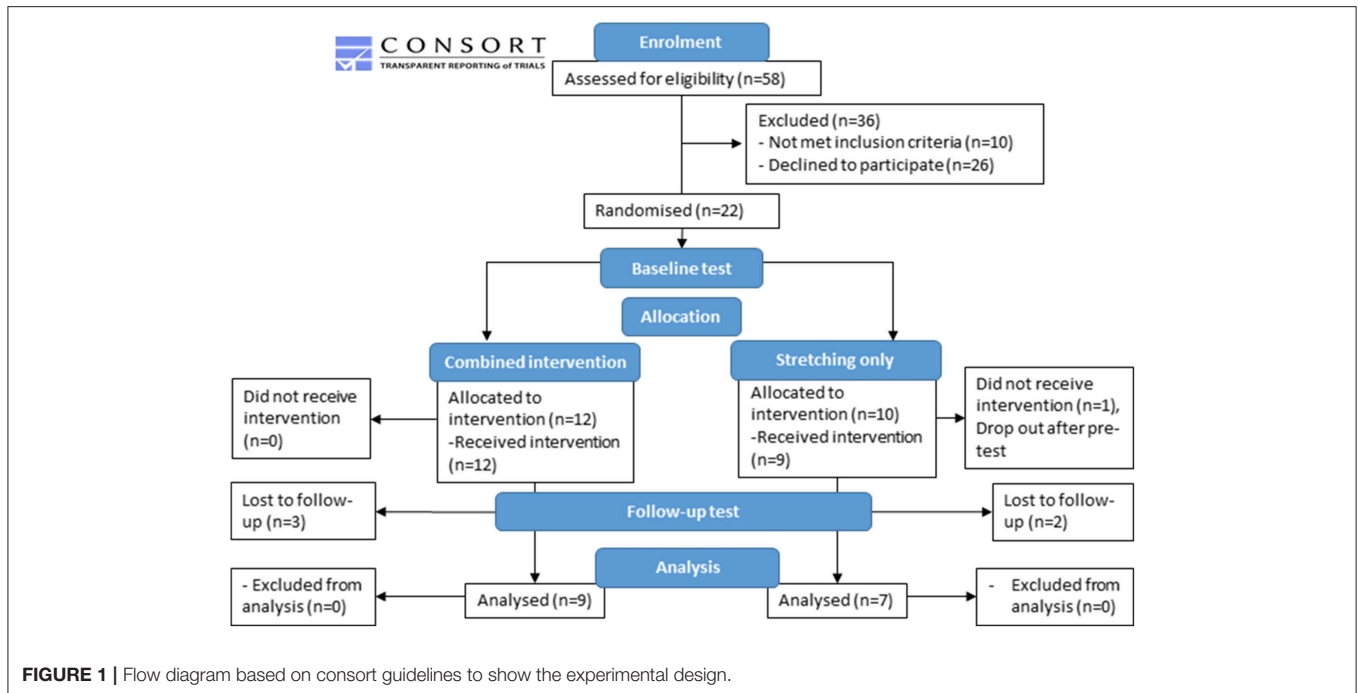 CONSORT
TRANSPARENT REPORTING of TRIALS
Enrolment
Assessed for eligibility (n=58)
Excluded (n=36)
- Not met inclusion criteria (n=10)
- Declined to participate (n=26)
Randomised (n=22)
Baseline test
Allocation
Combined intervention
Stretching only
Did not receive
intervention
(n=0)
Allocated to
intervention (n=12)
-Received intervention
(n=12)
Allocated to
intervention (n=10)
-Received intervention
(n=9)
Did not receive
intervention (n=1),
Drop out after pre-
test
Lost to follow-
up (n=3)
Follow-up test
Lost to follow-
up (n=2)
Analysis
- Excluded from
analysis (n=0)
Analysed (n=9)
Analysed (n=7)
- Excluded from
analysis (n=0)
FIGURE 1 | Flow diagram based on consort guidelines to show the experimental design.